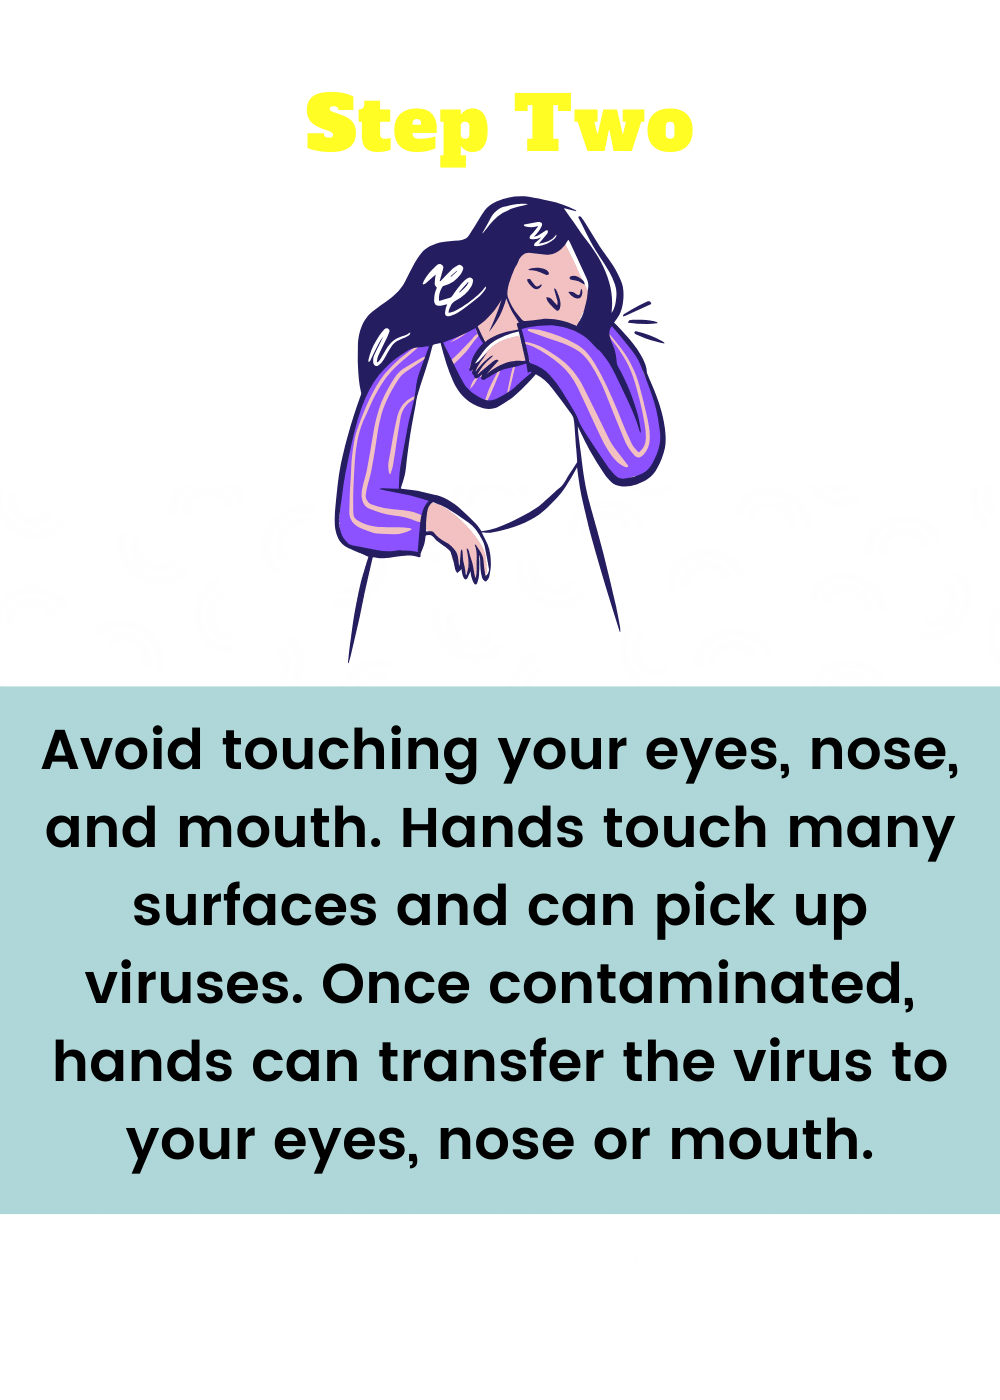 Step Two
Avoid touching your eyes, nose,
and mouth. Hands touch many
surfaces and can pick up
viruses. Once contaminated,
hands can transfer the virus to
your eyes, nose or mouth.